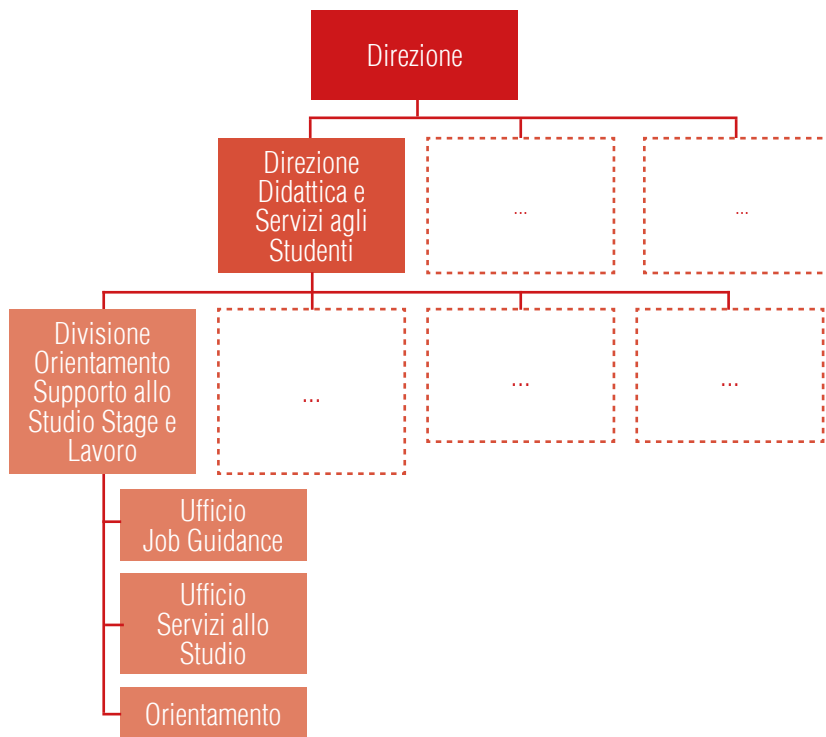 Direzione
Direzione
Didattica e
Servizi agli
Studenti
...
...
Divisione
Orientamento
Supporto allo
Studio Stage e
Lavoro
...
...
...
Ufficio
Job Guidance
Ufficio
Servizi allo
Studio
Orientamento